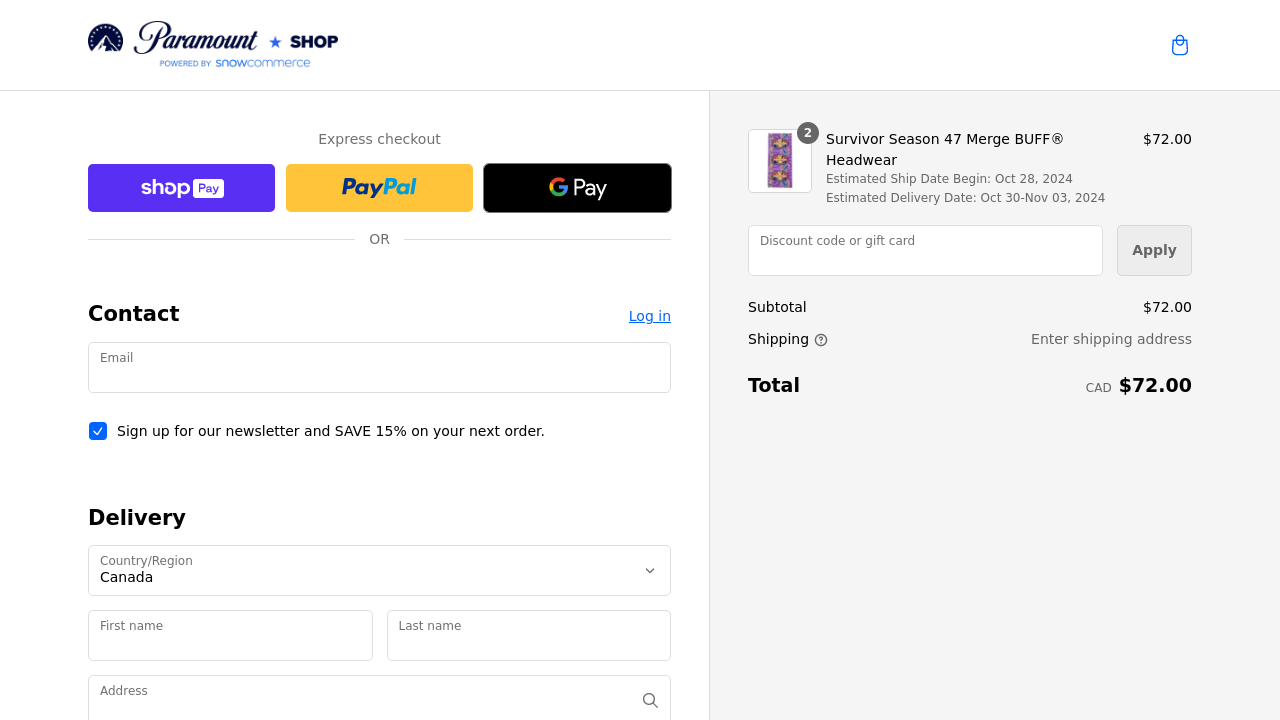 Paramount ★ SHOP
POWERED BY snowcommerce
Express checkout
shop Pay
PayPal
G Pay
OR
Contact
Log in
Email
Sign up for our newsletter and SAVE 15% on your next order.
Delivery
Country/Region
Canada
First name
Last name
Address
2
Survivor Season 47 Merge BUFF® Headwear
$72.00
Estimated Ship Date Begin: Oct 28, 2024
Estimated Delivery Date: Oct 30-Nov 03, 2024
Discount code or gift card
Apply
Subtotal
$72.00
Shipping
Enter shipping address
Total
CAD $72.00